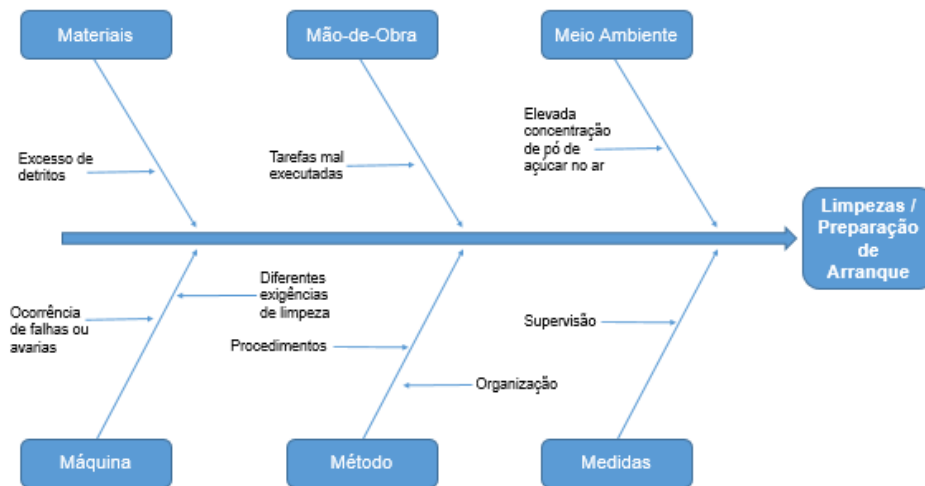 Materiais
Mão-de-Obra
Meio Ambiente
Excesso de
detritos
Tarefas mal
executadas
Elevada
concentração
de pó de
açúcar no ar
Limpezas /
Preparação
de
Arranque
Ocorrência
de falhas ou
avarias
Diferentes
exigências
de limpeza
Procedimentos
Organização
Supervisão
Máquina
Método
Medidas